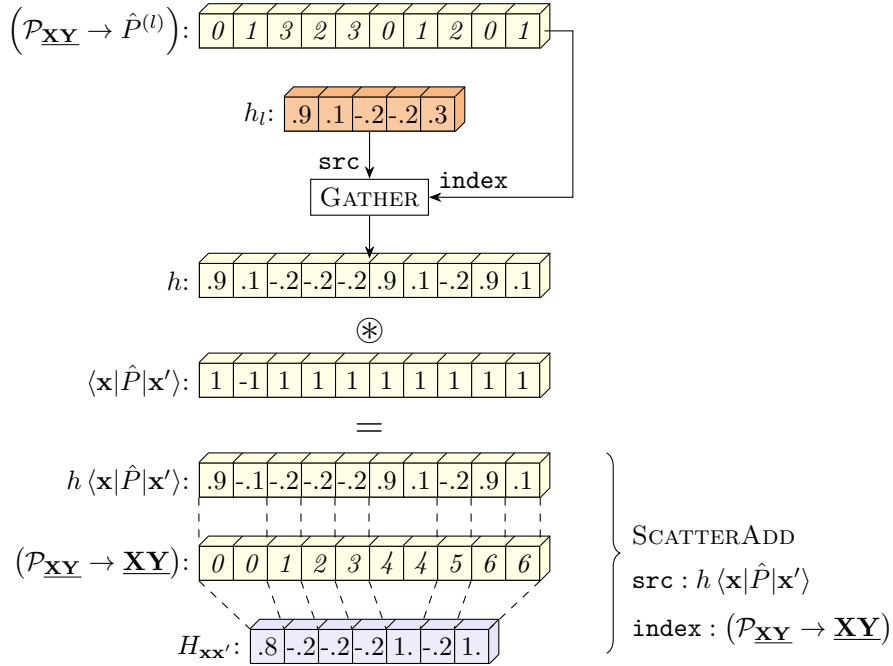 (𝒫_XY → P̂^(l)): 0 1 3 2 3 0 1 2 0 1
h_l: .9 .1 -.2 -.2 .3
src
index
GATHER
h: .9 .1 -.2 -.2 -.2 .9 .1 -.2 .9 .1
⊛
⟨x|P̂|x′⟩: 1 -1 1 1 1 1 1 1 1 1
=
h ⟨x|P̂|x′⟩: .9 -.1 -.2 -.2 -.2 .9 .1 -.2 .9 .1
(𝒫_XY → XY): 0 0 1 2 3 4 4 5 6 6
H_xx′: .8 -.2 -.2 -.2 1. -.2 1.
SCATTERADD
src : h ⟨x|P̂|x′⟩
index : (𝒫_XY → XY)